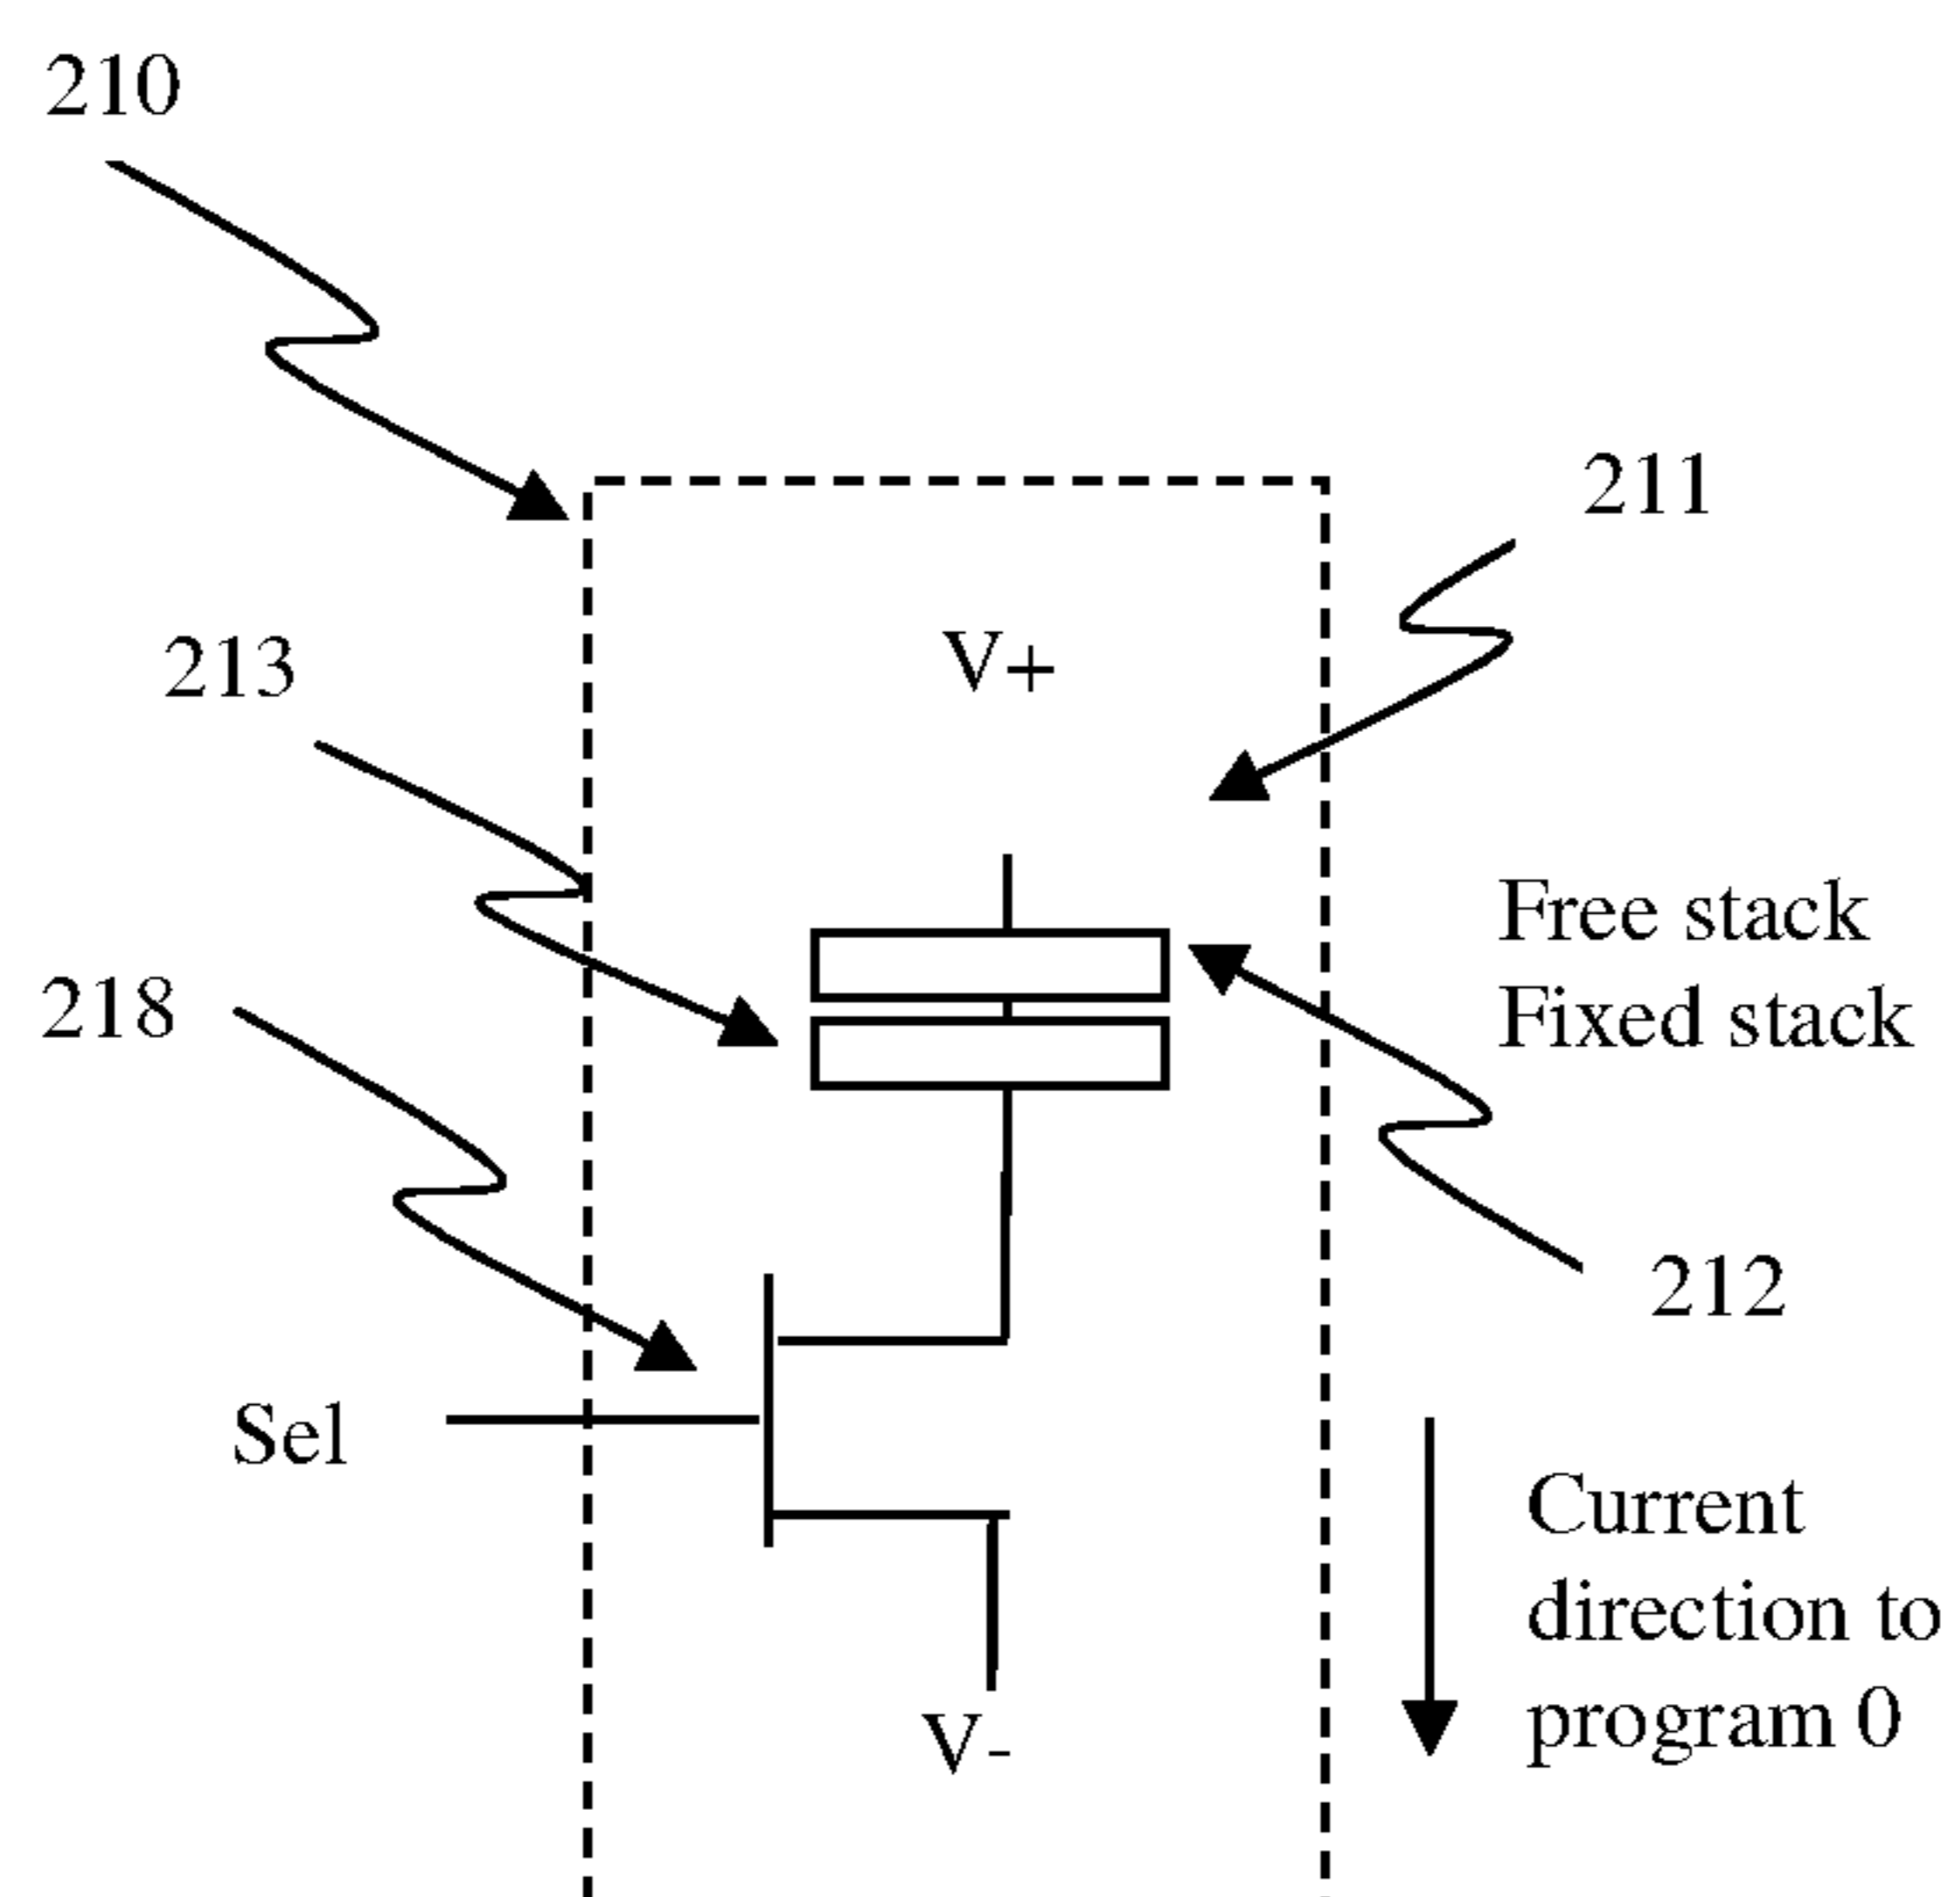 210
211
213
V+
Free stack
Fixed stack
218
212
Sel
Current
direction to
program 0
V-